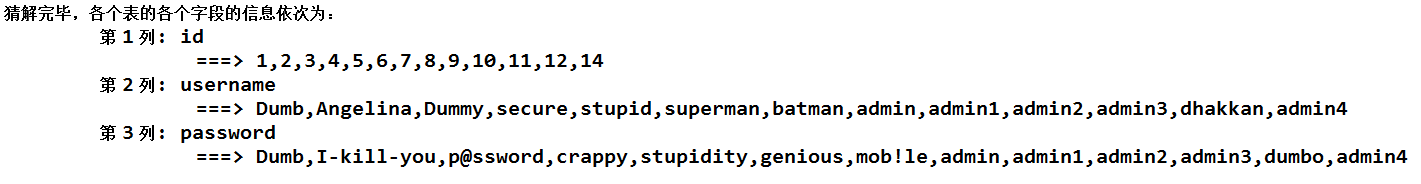 猜解完毕，各个表的各个字段的信息依次为：
第 1 列: id
===> 1,2,3,4,5,6,7,8,9,10,11,12,14
第 2 列: username
===> Dumb,Angelina,Dummy,secure,stupid,superman,batman,admin,admin1,admin2,admin3,dhakkan,admin4
第 3 列: password
===> Dumb,I-kill-you,p@ssword,crappy,stupidity,genious,mob!le,admin,admin1,admin2,admin3,dumbo,admin4